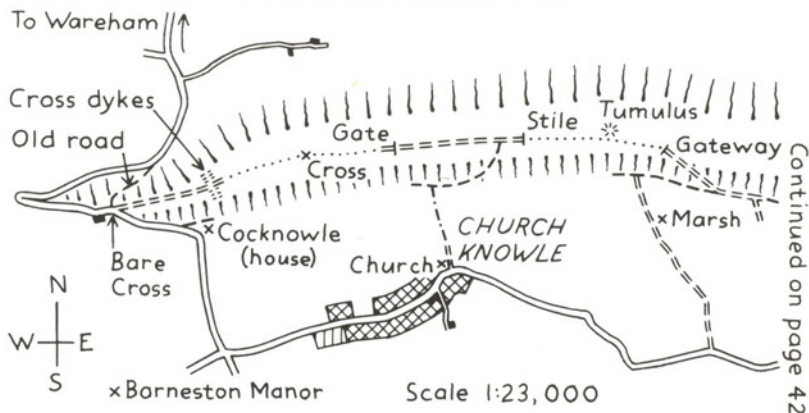 To Wareham
Cross dykes
Old road
Gate
Cross
Stile
Tumulus
Gateway
Bare
Cross
Cocknowle
(house)
Church
CHURCH
KNOWLE
Marsh
N
W
E
S
Barneston Manor
Scale 1:23,000
Continued on page 42